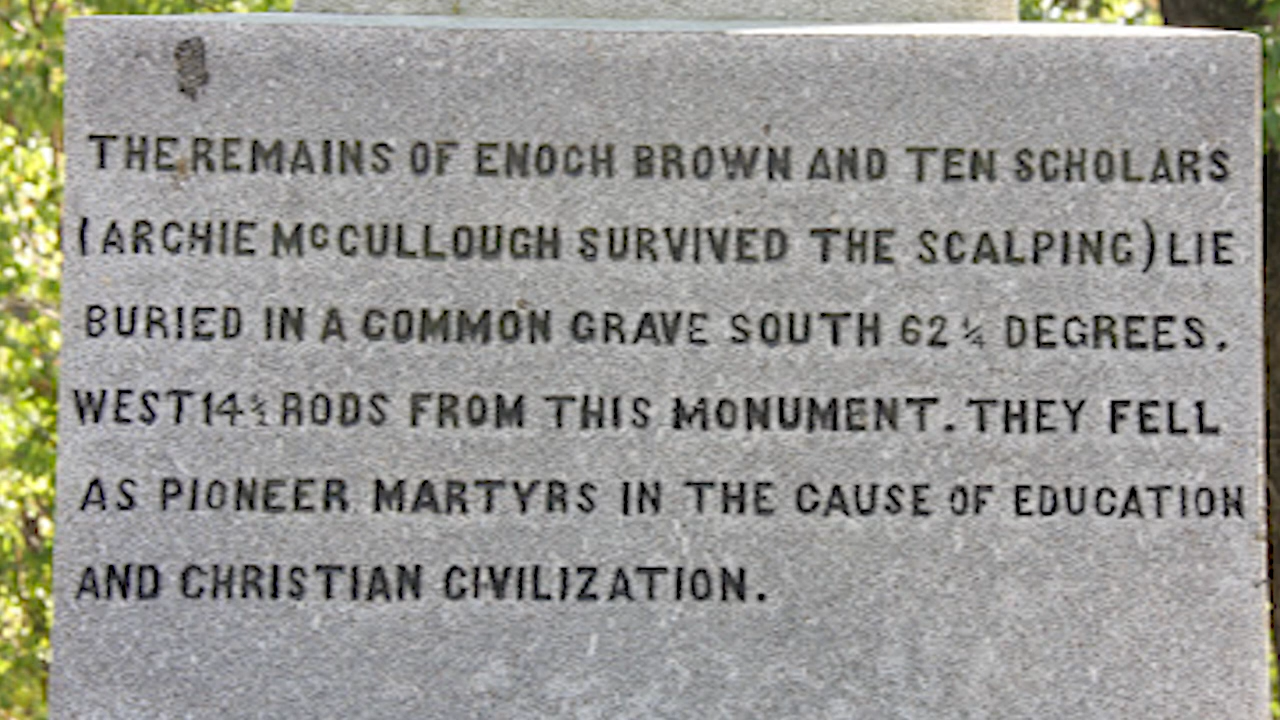 THE REMAINS OF ENOCH BROWN AND TEN SCHOLARS
(ARCHIE McCULLOUGH SURVIVED THE SCALPING) LIE
BURIED IN A COMMON GRAVE SOUTH 62 ¼ DEGREES.
WEST 14½ RODS FROM THIS MONUMENT. THEY FELL
AS PIONEER MARTYRS IN THE CAUSE OF EDUCATION
AND CHRISTIAN CIVILIZATION.